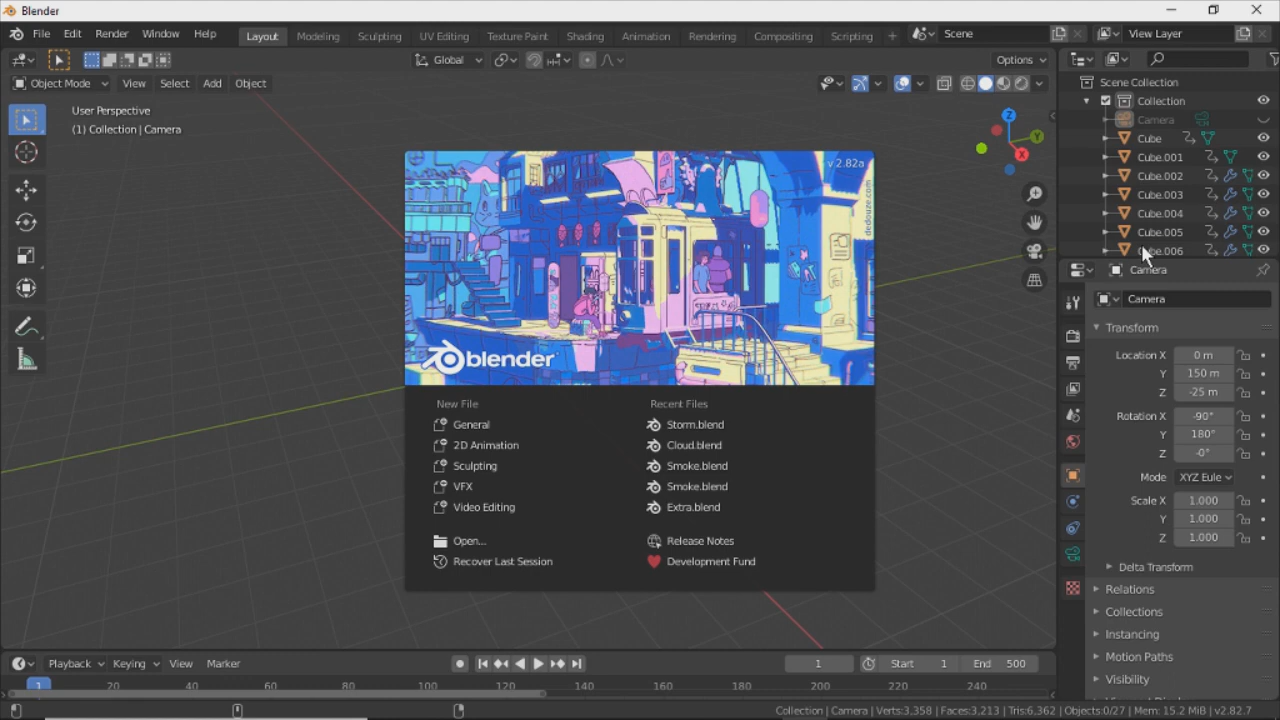 Blender
File Edit Render Window Help Layout Modeling Sculpting UV Editing Texture Paint Shading Animation Rendering Compositing Scripting + Scene View Layer
Global Options
Object Mode View Select Add Object
User Perspective
(1) Collection | Camera
Z
Y
X
Scene Collection
Collection
Camera
Cube
Cube.001
Cube.002
Cube.003
Cube.004
Cube.005
Cube.006
v 2.82a
dedouze.com
blender
New File
General
2D Animation
Sculpting
VFX
Video Editing
Open...
Recover Last Session
Recent Files
Storm.blend
Cloud.blend
Smoke.blend
Smoke.blend
Extra.blend
Release Notes
Development Fund
Camera
Camera
Transform
Location X 0 m
Y 150 m
Z -25 m
Rotation X -90°
Y 180°
Z -0°
Mode XYZ Eule
Scale X 1.000
Y 1.000
Z 1.000
Delta Transform
Relations
Collections
Instancing
Motion Paths
Visibility
Playback Keying View Marker 1 Start 1 End 500
1 20 40 60 80 100 120 140 160 180 200 220 240
Collection | Camera | Verts:3,358 | Faces:3,213 | Tris:6,362 | Objects:0/27 | Mem: 15.2 MiB | v2.82.7